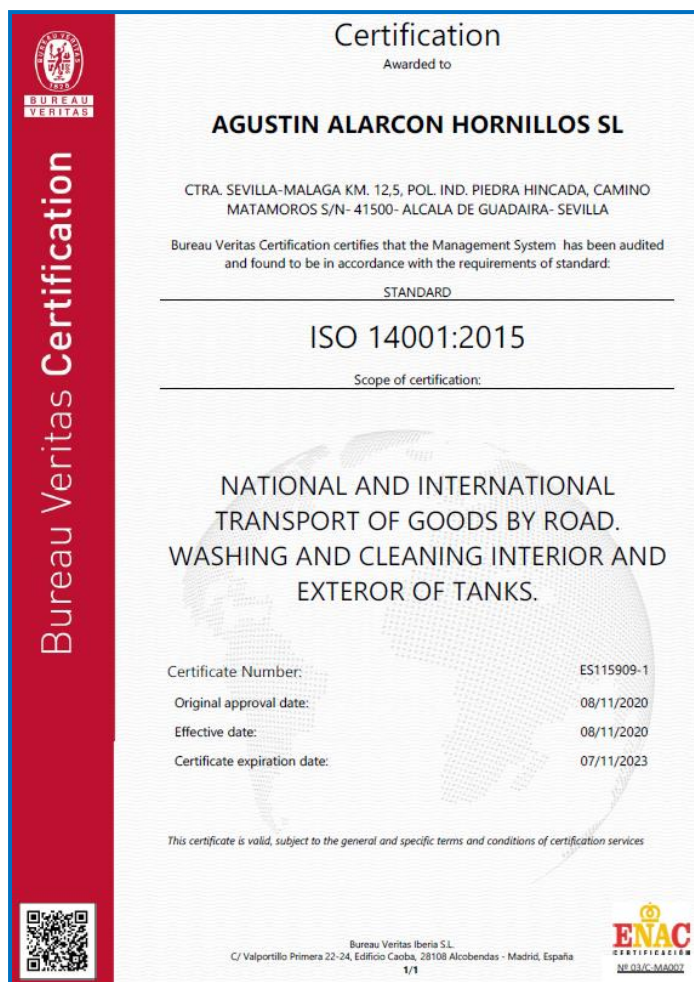 BUREAU VERITAS
1828
BUREAU
VERITAS
Bureau Veritas Certification
Certification
Awarded to
AGUSTIN ALARCON HORNILLOS SL
CTRA. SEVILLA-MALAGA KM. 12,5, POL. IND. PIEDRA HINCADA, CAMINO
MATAMOROS S/N- 41500- ALCALA DE GUADAIRA- SEVILLA
Bureau Veritas Certification certifies that the Management System has been audited
and found to be in accordance with the requirements of standard:
STANDARD
ISO 14001:2015
Scope of certification:
NATIONAL AND INTERNATIONAL
TRANSPORT OF GOODS BY ROAD.
WASHING AND CLEANING INTERIOR AND
EXTEROR OF TANKS.
Certificate Number: ES115909-1
Original approval date: 08/11/2020
Effective date: 08/11/2020
Certificate expiration date: 07/11/2023
This certificate is valid, subject to the general and specific terms and conditions of certification services
Bureau Veritas Iberia S.L.
C/ Valportillo Primera 22-24, Edificio Caoba, 28108 Alcobendas - Madrid, España
1/1
ENAC
CERTIFICACIÓN
Nº 03/C-MA007